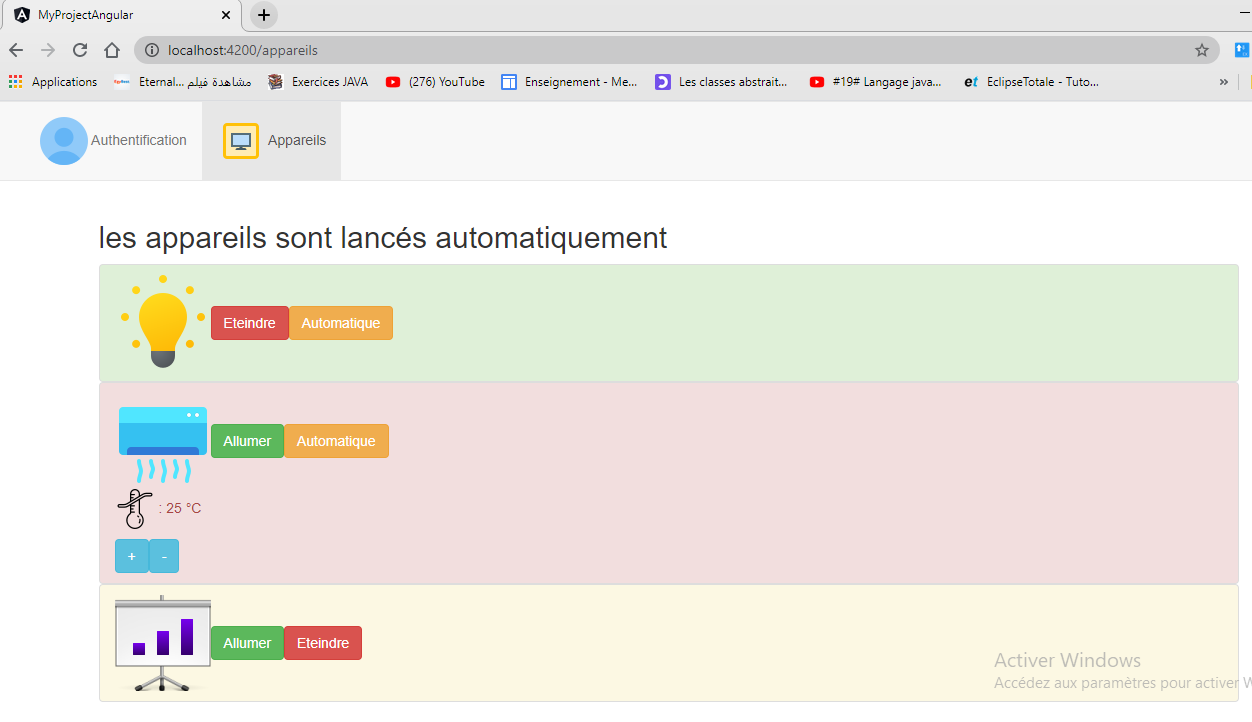 MyProjectAngular
localhost:4200/appareils
Applications
Eternal... مشاهدة فيلم
Exercices JAVA
(276) YouTube
Enseignement - Me...
Les classes abstrait...
#19# Langage java...
et
EclipseTotale - Tuto...
»
Authentification
Appareils
les appareils sont lancés automatiquement
Eteindre
Automatique
Allumer
Automatique
: 25 °C
+
-
Allumer
Eteindre
Activer Windows
Accédez aux paramètres pour activer W